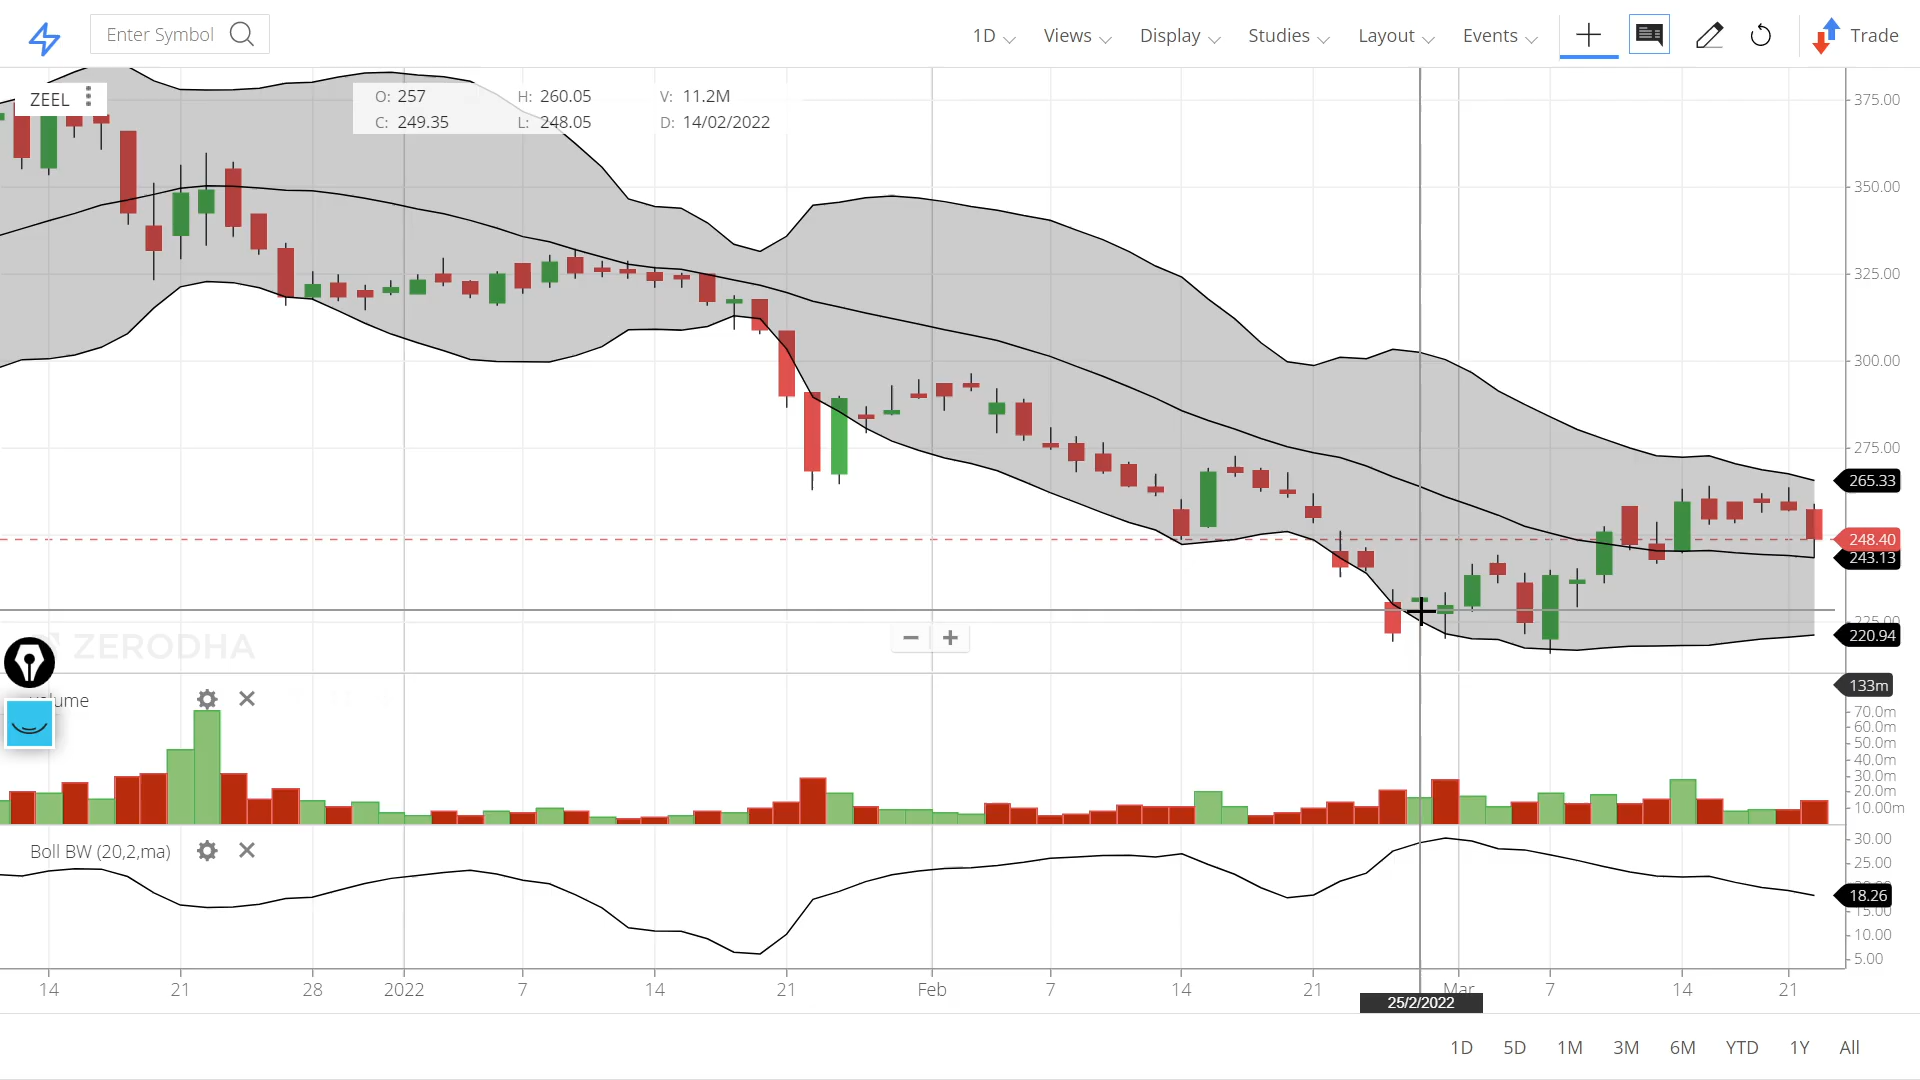 Enter Symbol
1D Views Display Studies Layout Events Trade
ZEEL
O: 257 H: 260.05 V: 11.2M
C: 249.35 L: 248.05 D: 14/02/2022
375.00
350.00
325.00
300.00
275.00
265.33
248.40
243.13
220.94
ZERODHA
133m
70.0m
60.0m
50.0m
40.0m
30.0m
20.0m
10.00m
Boll BW (20,2,ma)
30.00
25.00
18.26
15.00
10.00
5.00
14 21 28 2022 7 14 21 Feb 7 14 21 Mar 7 14 21
25/2/2022
1D 5D 1M 3M 6M YTD 1Y All